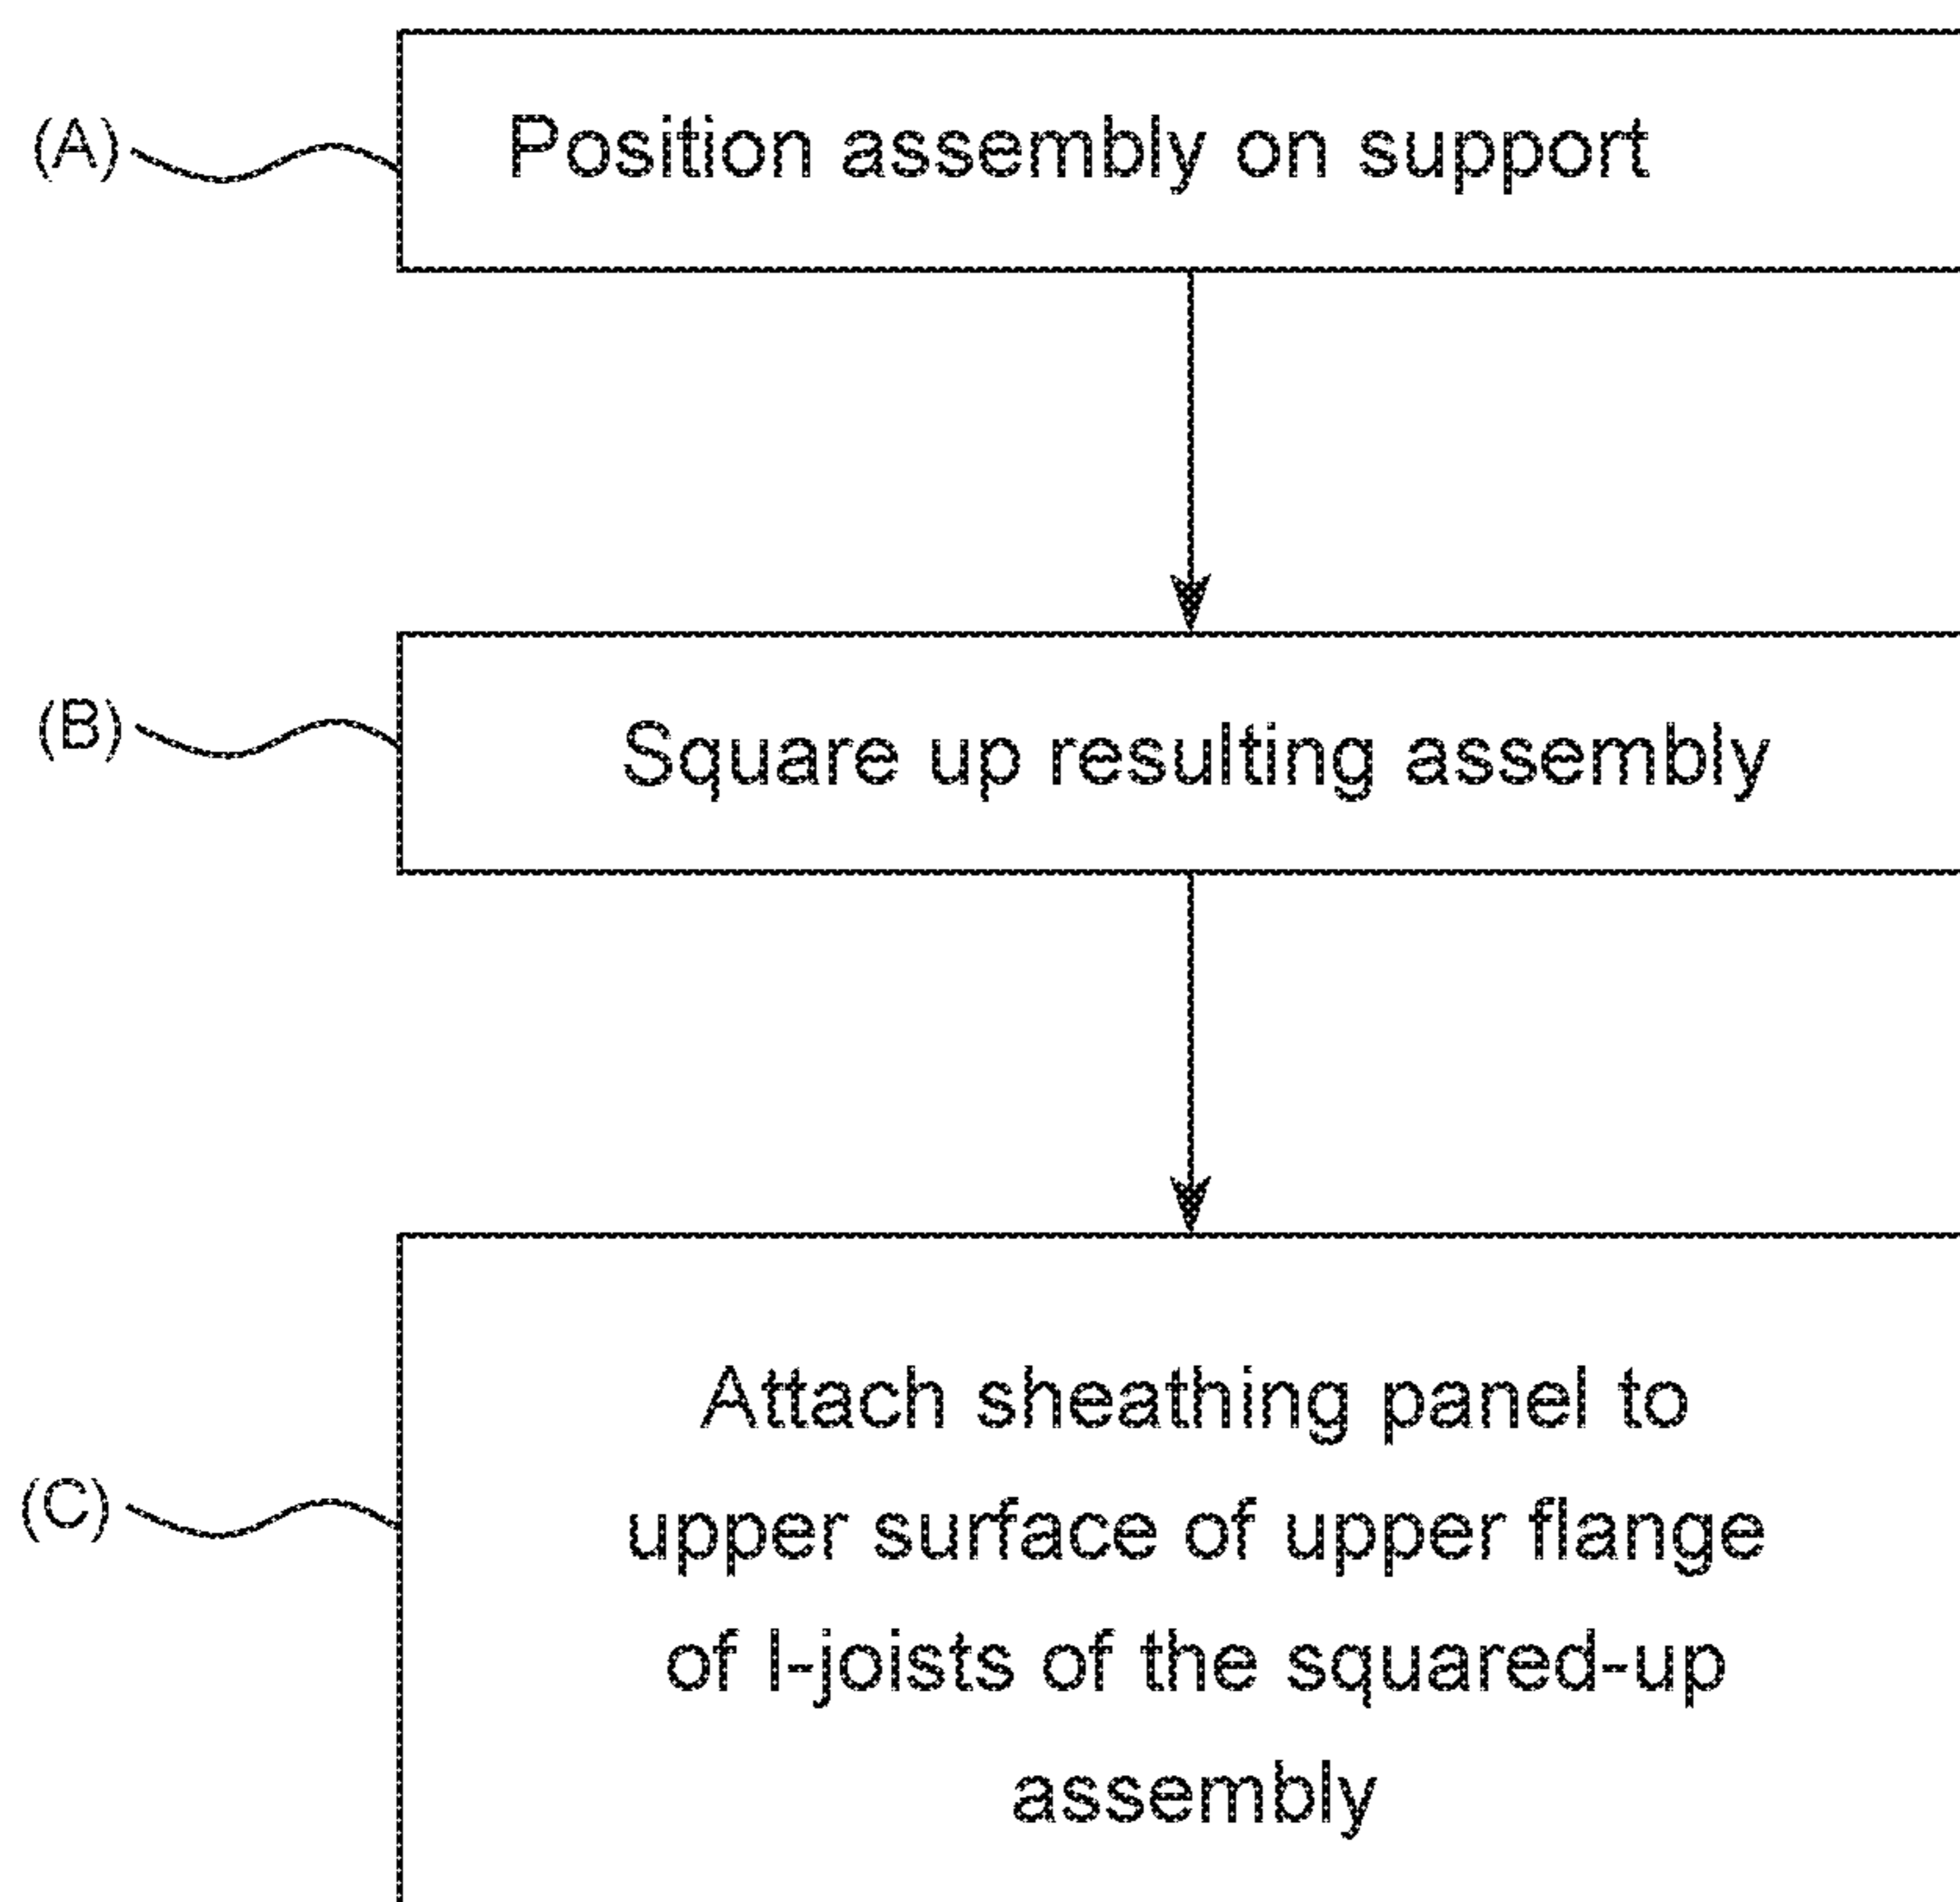 (A)
Position assembly on support
(B)
Square up resulting assembly
(C)
Attach sheathing panel to
upper surface of upper flange
of I-joists of the squared-up
assembly